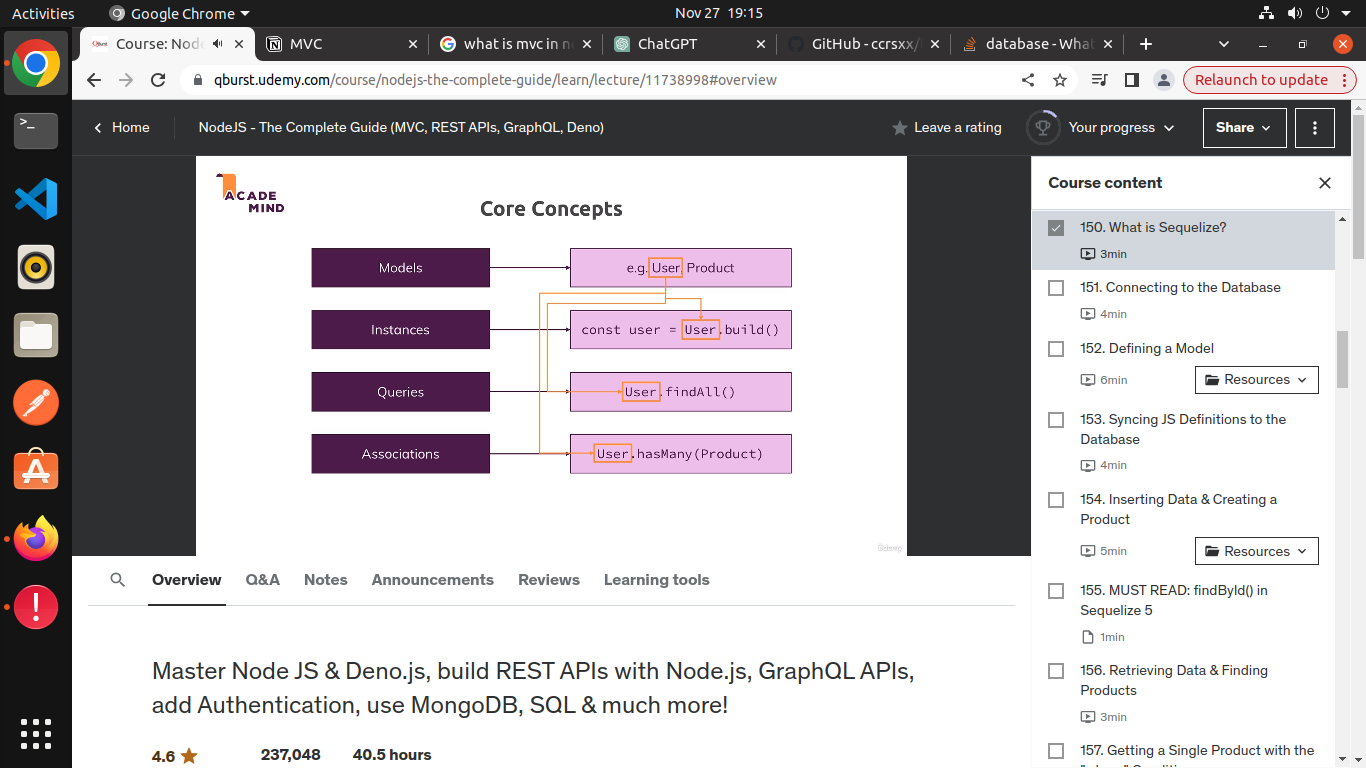 Activities
Google Chrome
Nov 27 19:15
Course: Nod
MVC
what is mvc in n
ChatGPT
GitHub - ccrsxx/
database - What
qburst.udemy.com/course/nodejs-the-complete-guide/learn/lecture/11738998#overview
Relaunch to update
Home
NodeJS - The Complete Guide (MVC, REST APIs, GraphQL, Deno)
Leave a rating
Your progress
Share
ACADE
MIND
Core Concepts
Models
e.g. User, Product
Instances
const user = User.build()
Queries
User.findAll()
Associations
User.hasMany(Product)
Udemy
Course content
150. What is Sequelize?
3min
151. Connecting to the Database
4min
152. Defining a Model
6min
Resources
153. Syncing JS Definitions to the
Database
4min
154. Inserting Data & Creating a
Product
5min
Resources
155. MUST READ: findById() in
Sequelize 5
1min
156. Retrieving Data & Finding
Products
3min
157. Getting a Single Product with the
Overview
Q&A
Notes
Announcements
Reviews
Learning tools
Master Node JS & Deno.js, build REST APIs with Node.js, GraphQL APIs,
add Authentication, use MongoDB, SQL & much more!
4.6
237,048
40.5 hours